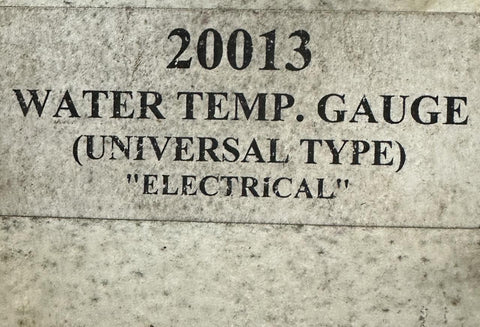 20013
WATER TEMP. GAUGE
(UNIVERSAL TYPE)
"ELECTRiCAL"